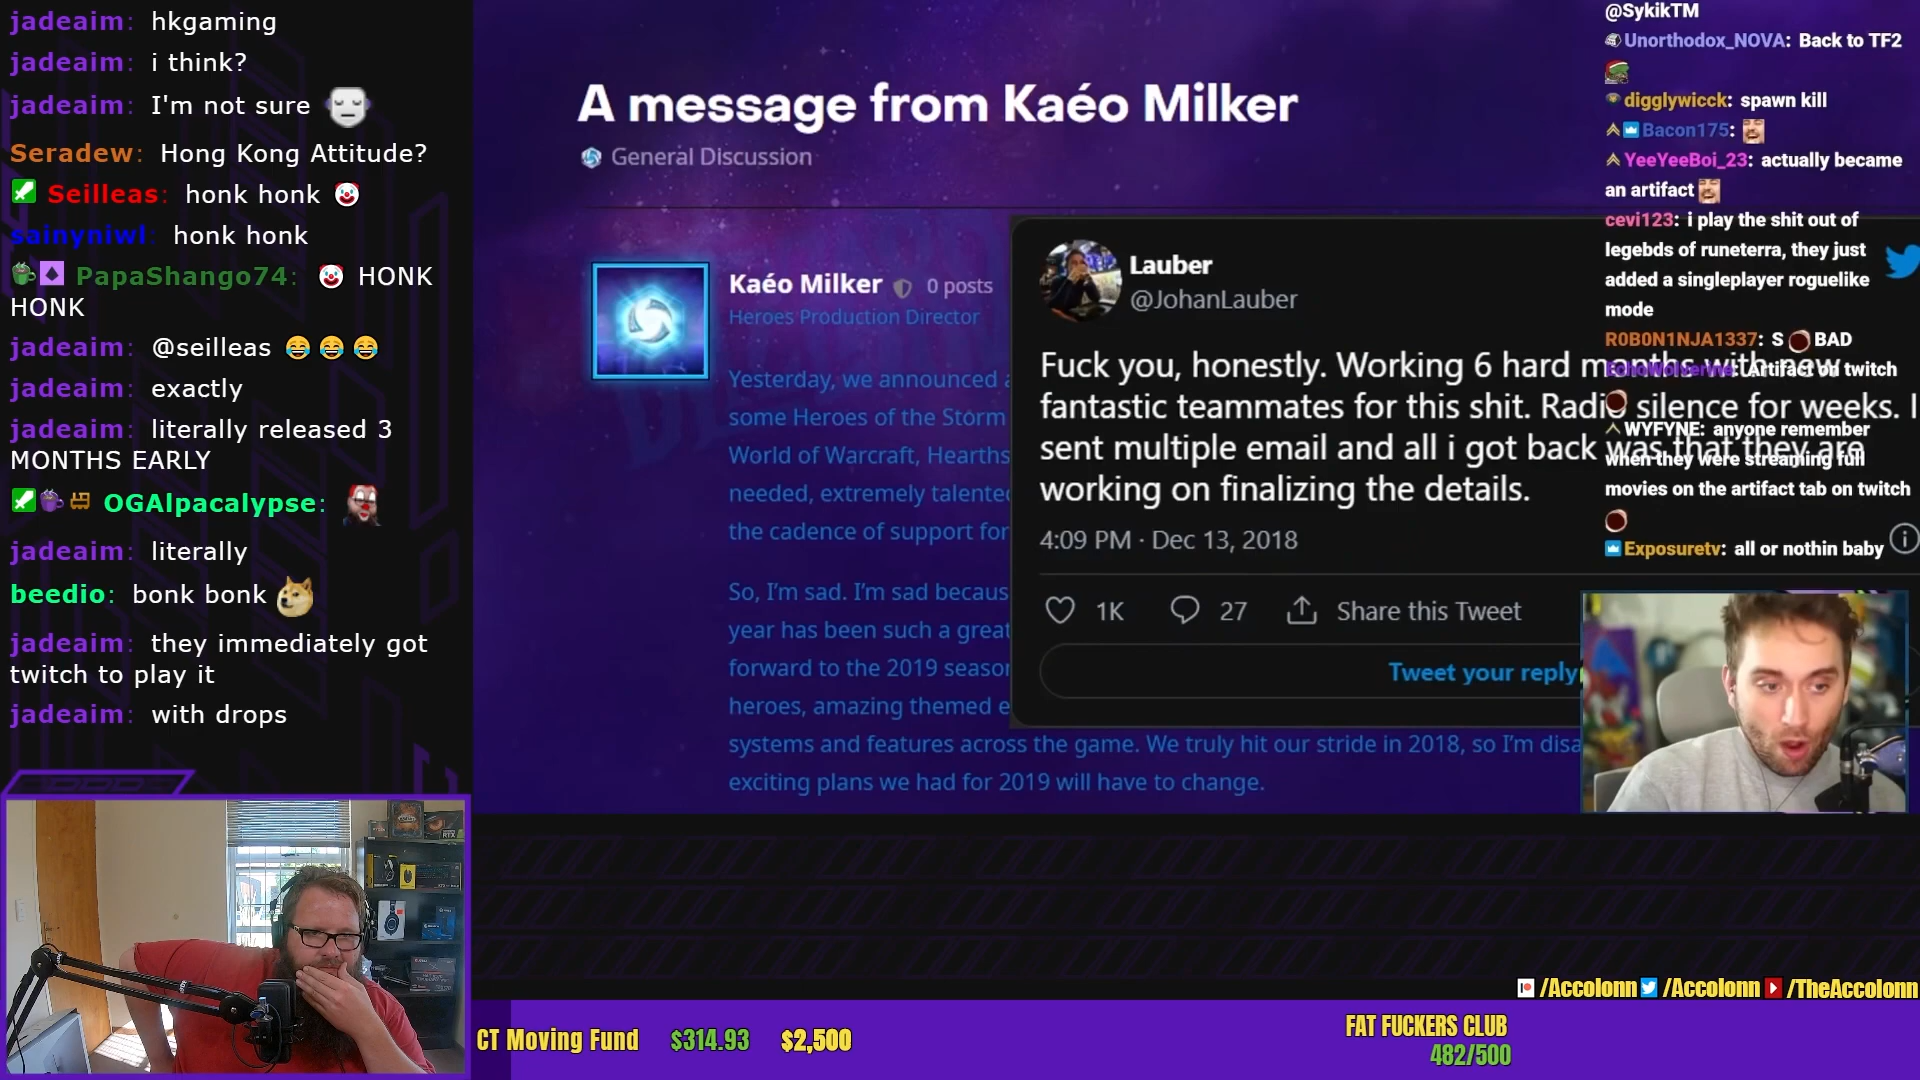 jadeaim: hkgaming
jadeaim: i think?
jadeaim: I'm not sure
Seradew: Hong Kong Attitude?
Seilleas: honk honk
sainyniwl: honk honk
PapaShango74: HONK
HONK
jadeaim: @seilleas
jadeaim: exactly
jadeaim: literally released 3
MONTHS EARLY
OGAlpacalypse:
jadeaim: literally
beedio: bonk bonk
jadeaim: they immediately got
twitch to play it
jadeaim: with drops
A message from Kaéo Milker
General Discussion
Kaéo Milker 0 posts
Heroes Production Director
Yesterday, we announced a
some Heroes of the Storm
World of Warcraft, Hearths
needed, extremely talented
the cadence of support for
So, I'm sad. I'm sad becaus
year has been such a great
forward to the 2019 season
heroes, amazing themed e
systems and features across the game. We truly hit our stride in 2018, so I'm disa
exciting plans we had for 2019 will have to change.
Lauber
@JohanLauber
Fuck you, honestly. Working 6 hard months with now
fantastic teammates for this shit. Radio silence for weeks. I
sent multiple email and all i got back was that they are
working on finalizing the details.
4:09 PM · Dec 13, 2018
1K 27 Share this Tweet
Tweet your reply
@SykikTM
Unorthodox_NOVA: Back to TF2
digglywicck: spawn kill
Bacon175:
YeeYeeBoi_23: actually became
an artifact
cevi123: i play the shit out of
legebds of runeterra, they just
added a singleplayer roguelike
mode
R0B0N1NJA1337: S BAD
EchoWolverine: Artifact on twitch
WYFYNE: anyone remember
when they were streaming full
movies on the artifact tab on twitch
Exposuretv: all or nothin baby
/Accolonn /Accolonn /TheAccolonn
CT Moving Fund $314.93 $2,500
FAT FUCKERS CLUB
482/500